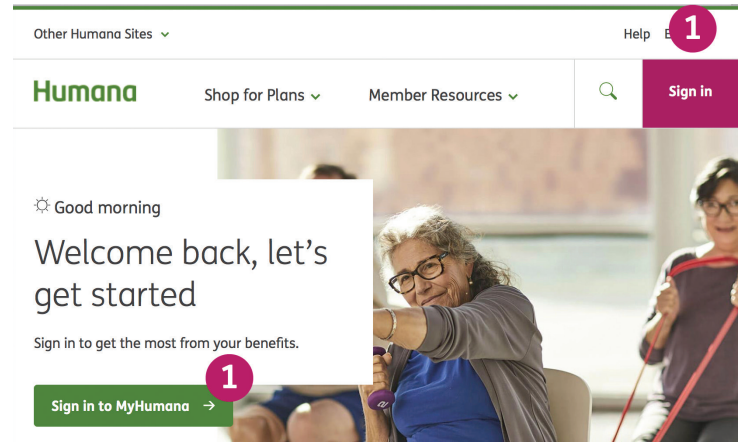 Other Humana Sites
Help
1
Humana
Shop for Plans
Member Resources
Sign in
Good morning
Welcome back, let's
get started
Sign in to get the most from your benefits.
1
Sign in to MyHumana →